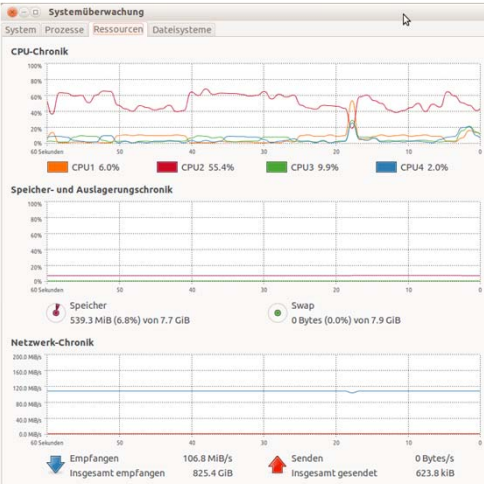 Systemüberwachung
System Prozesse Ressourcen Dateisysteme
CPU-Chronik
100%
80%
60%
40%
20%
0%
60 Sekunden 50 40 30 20 10 0
CPU1 6.0% CPU2 55.4% CPU3 9.9% CPU4 2.0%
Speicher- und Auslagerungschronik
100%
80%
60%
40%
20%
60 Sekunden 50 40 30 20 10 0
Speicher Swap
539.3 MiB (6.8%) von 7.7 GiB 0 Bytes (0.0%) von 7.9 GiB
Netzwerk-Chronik
200.0 MiB/s
160.0 MiB/s
120.0 MiB/s
80.0 MiB/s
40.0 MiB/s
0.0 MiB/s
60 Sekunden 50 40 30 20 10 0
Empfangen 106.8 MiB/s Senden 0 Bytes/s
Insgesamt empfangen 825.4 GiB Insgesamt gesendet 623.8 kiB